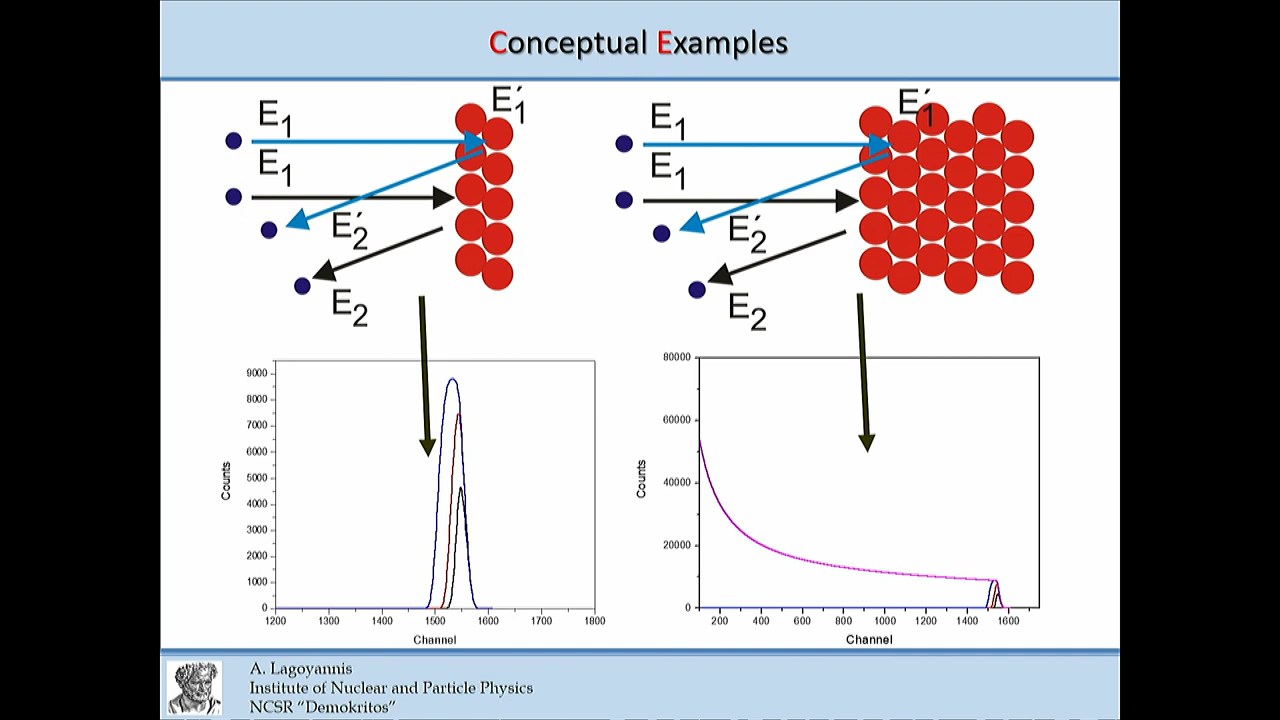 Conceptual Examples
E1
E1
E´1
E´2
E2
E1
E1
E´1
E´2
E2
Counts
9000
8000
7000
6000
5000
4000
3000
2000
1000
0
1200 1300 1400 1500 1600 1700 1800
Channel
Counts
80000
60000
40000
20000
0
200 400 600 800 1000 1200 1400 1600
Channel
A. Lagoyannis
Institute of Nuclear and Particle Physics
NCSR “Demokritos”